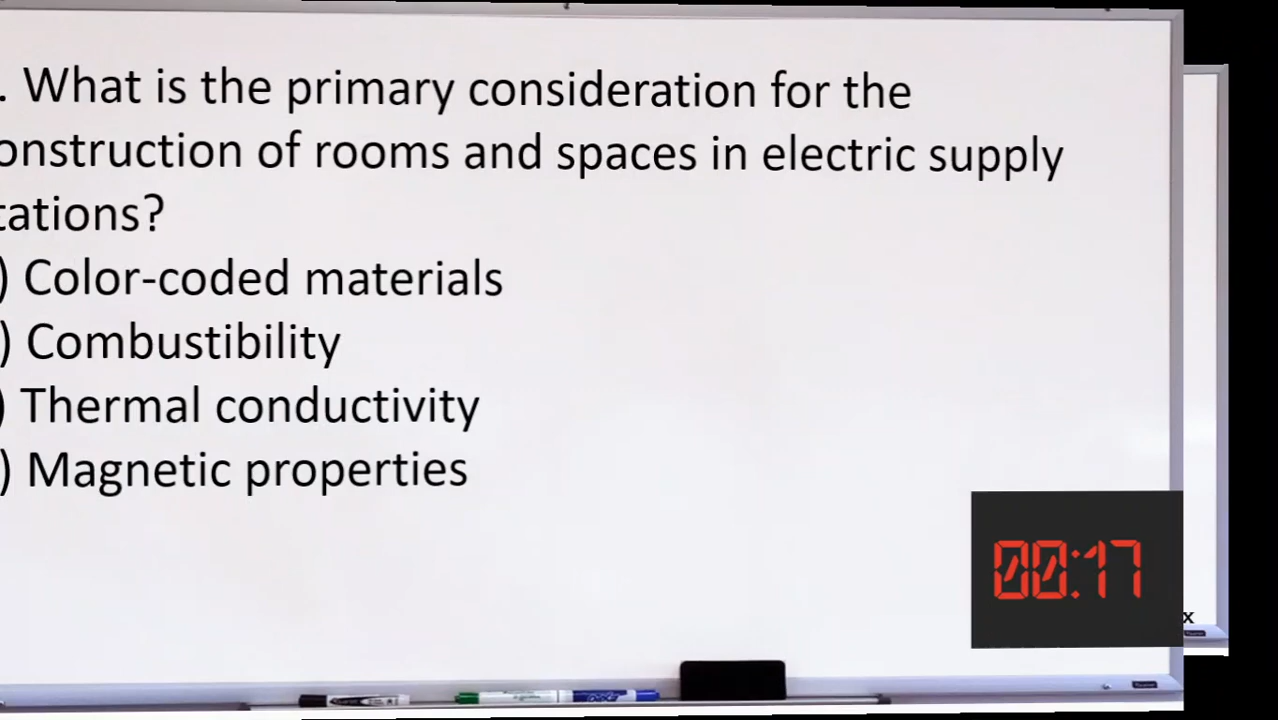 . What is the primary consideration for the
onstruction of rooms and spaces in electric supply
tations?
) Color-coded materials
) Combustibility
) Thermal conductivity
) Magnetic properties
00:17
x